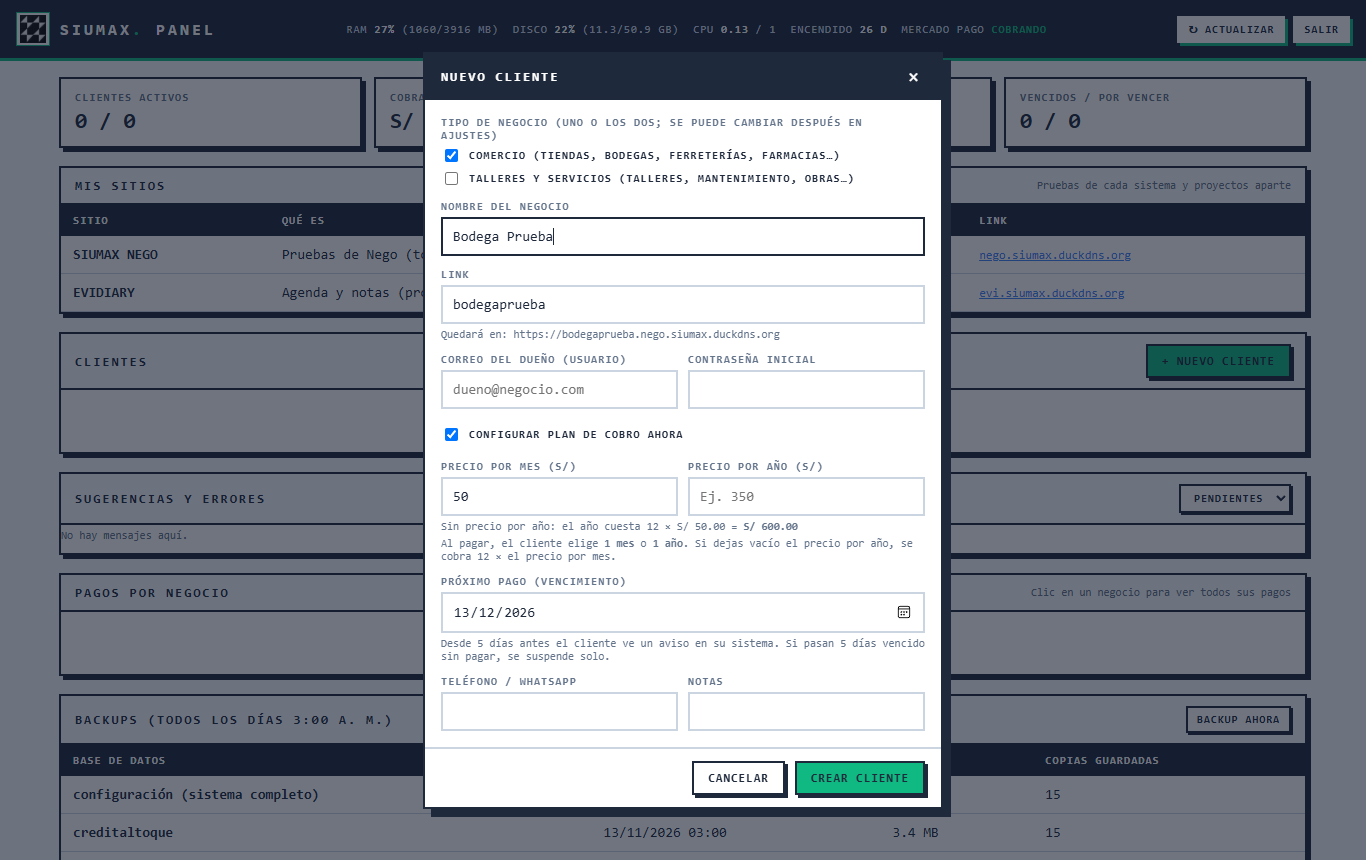 SIUMAX. PANEL
RAM 27% (1060/3916 MB) DISCO 22% (11.3/50.9 GB) CPU 0.13 / 1 ENCENDIDO 26 D MERCADO PAGO COBRANDO
↻ ACTUALIZAR
SALIR
CLIENTES ACTIVOS
0 / 0
S/
VENCIDOS / POR VENCER
0 / 0
MIS SITIOS
Pruebas de cada sistema y proyectos aparte
SITIO QUÉ ES LINK
SIUMAX NEGO Pruebas de Nego nego.siumax.duckdns.org
EVIDIARY Agenda y notas evi.siumax.duckdns.org
CLIENTES
+ NUEVO CLIENTE
SUGERENCIAS Y ERRORES
PENDIENTES
No hay mensajes aquí.
PAGOS POR NEGOCIO
Clic en un negocio para ver todos sus pagos
BACKUPS (TODOS LOS DÍAS 3:00 A. M.)
BACKUP AHORA
BASE DE DATOS COPIAS GUARDADAS
configuración (sistema completo) 15
creditaltoque 13/11/2026 03:00 3.4 MB 15
NUEVO CLIENTE ×
TIPO DE NEGOCIO (UNO O LOS DOS; SE PUEDE CAMBIAR DESPUÉS EN
AJUSTES)
COMERCIO (TIENDAS, BODEGAS, FERRETERÍAS, FARMACIAS…)
TALLERES Y SERVICIOS (TALLERES, MANTENIMIENTO, OBRAS…)
NOMBRE DEL NEGOCIO
Bodega Prueba
LINK
bodegaprueba
Quedará en: https://bodegaprueba.nego.siumax.duckdns.org
CORREO DEL DUEÑO (USUARIO) CONTRASEÑA INICIAL
dueno@negocio.com
CONFIGURAR PLAN DE COBRO AHORA
PRECIO POR MES (S/) PRECIO POR AÑO (S/)
50 Ej. 350
Sin precio por año: el año cuesta 12 × S/ 50.00 = S/ 600.00
Al pagar, el cliente elige 1 mes o 1 año. Si dejas vacío el precio por año, se
cobra 12 × el precio por mes.
PRÓXIMO PAGO (VENCIMIENTO)
13/12/2026
Desde 5 días antes el cliente ve un aviso en su sistema. Si pasan 5 días vencido
sin pagar, se suspende solo.
TELÉFONO / WHATSAPP NOTAS
CANCELAR
CREAR CLIENTE